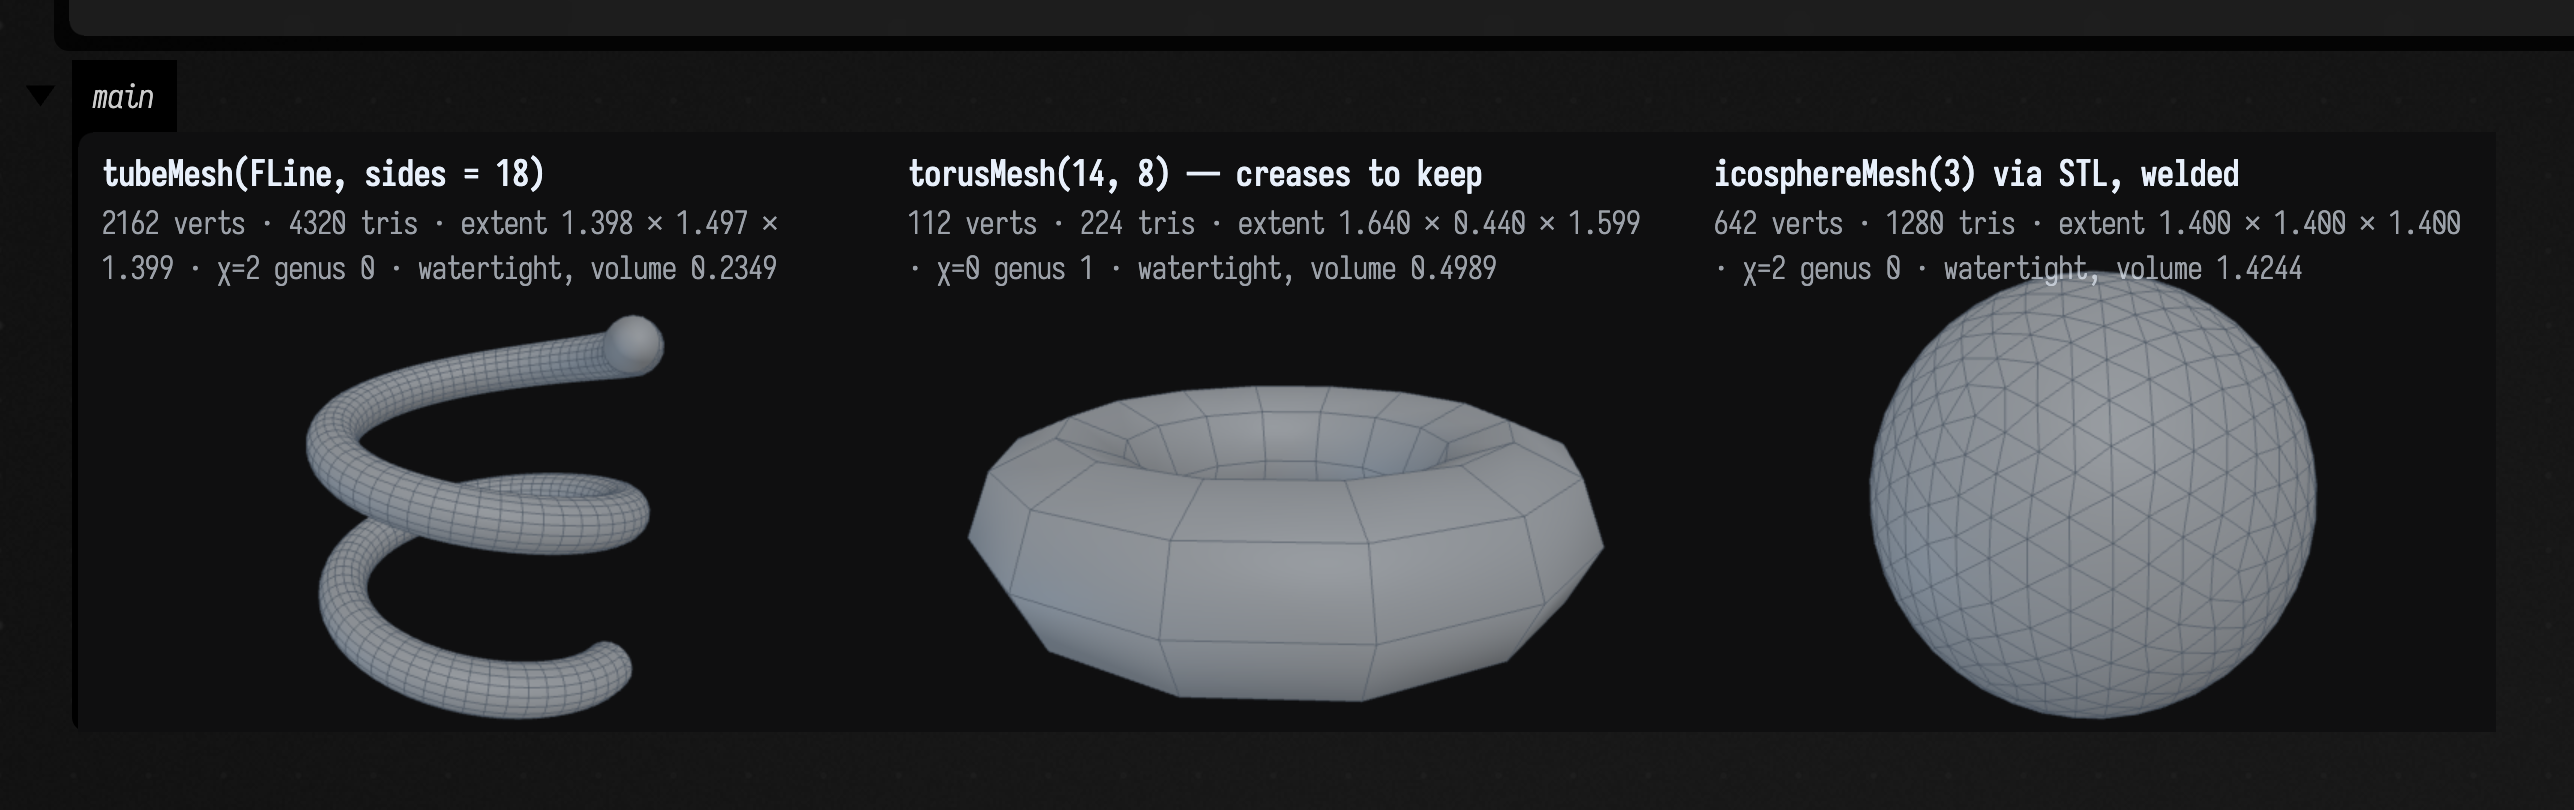 main
tubeMesh(FLine, sides = 18)
2162 verts · 4320 tris · extent 1.398 × 1.497 ×
1.399 · χ=2 genus 0 · watertight, volume 0.2349
torusMesh(14, 8) — creases to keep
112 verts · 224 tris · extent 1.640 × 0.440 × 1.599
· χ=0 genus 1 · watertight, volume 0.4989
icosphereMesh(3) via STL, welded
642 verts · 1280 tris · extent 1.400 × 1.400 × 1.400
· χ=2 genus 0 · watertight, volume 1.4244